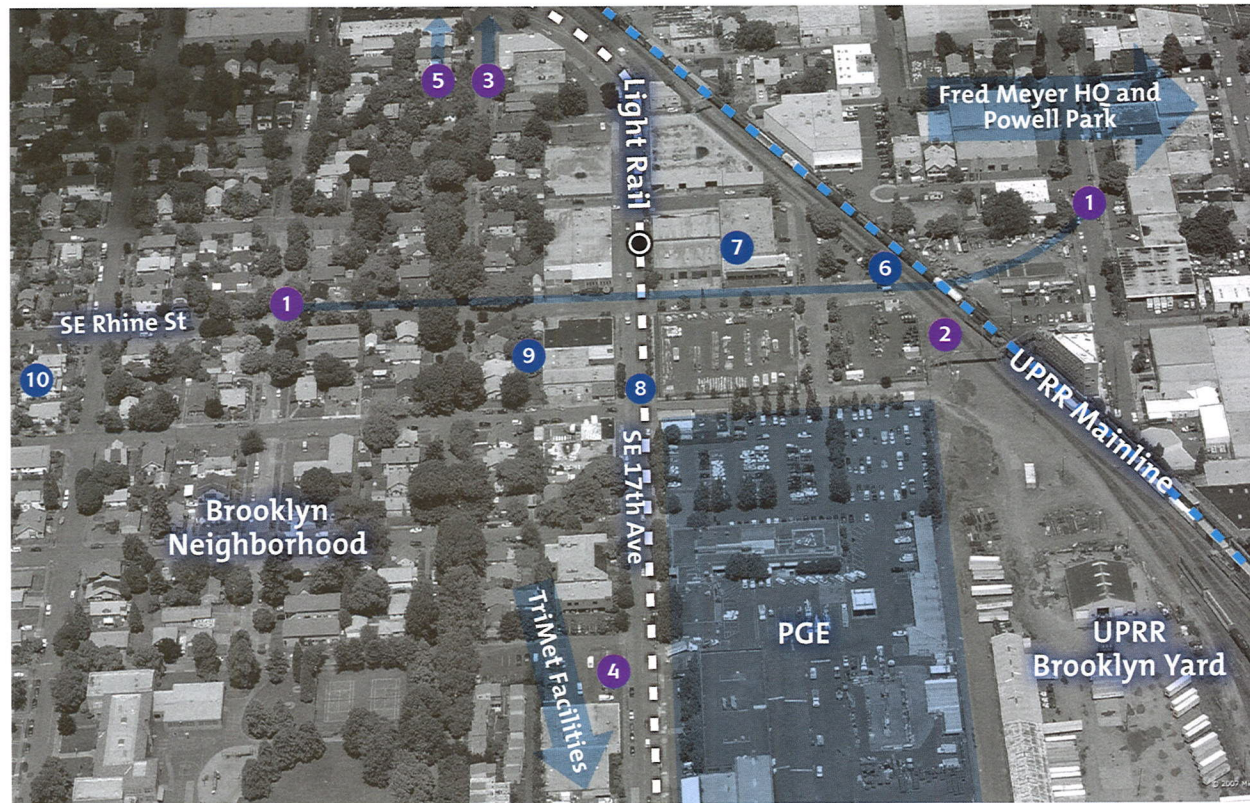 5
3
Light Rail
Fred Meyer HQ and
Powell Park
1
7
6
1
SE Rhine St
2
9
10
8
UPRR Mainline
SE 17th Ave
Brooklyn
Neighborhood
TriMet Facilities
4
PGE
UPRR
Brooklyn Yard
© 2007